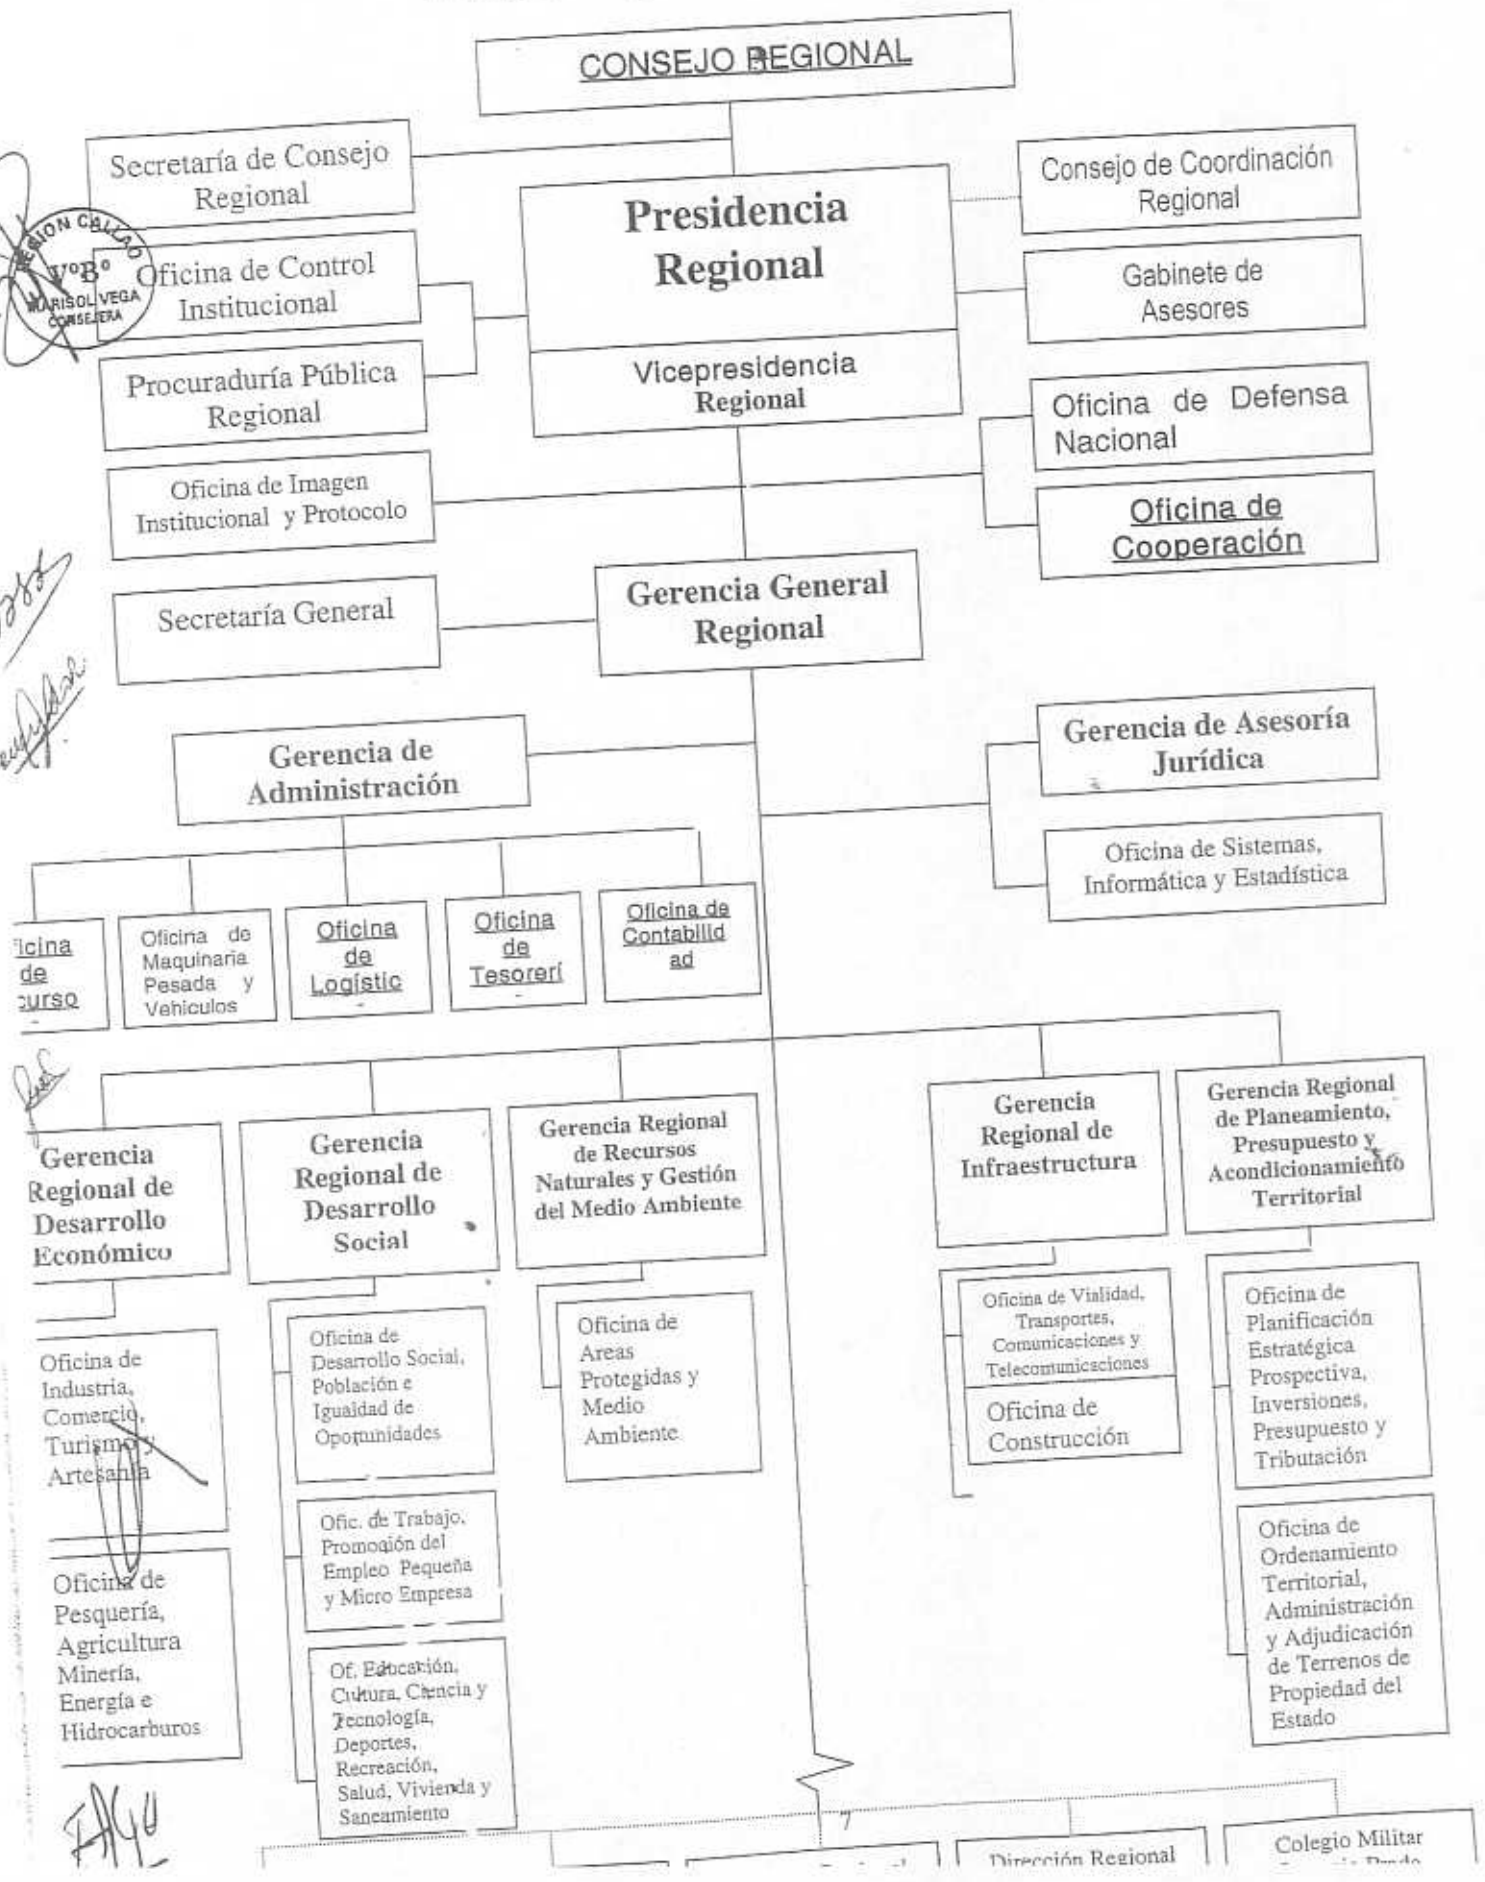 CONSEJO REGIONAL
Secretaría de Consejo
Regional
Presidencia
Regional
Consejo de Coordinación
Regional
REGION CALLAO
VºBº
MARISOL VEGA
CONSEJERA
Oficina de Control
Institucional
Gabinete de
Asesores
Procuraduría Pública
Regional
Vicepresidencia
Regional
Oficina de Defensa
Nacional
Oficina de Imagen
Institucional y Protocolo
Oficina de
Cooperación
Secretaría General
Gerencia General
Regional
Gerencia de
Administración
Gerencia de Asesoría
Jurídica
Oficina de Sistemas,
Informática y Estadística
icina
de
curso
Oficina de
Maquinaria
Pesada y
Vehiculos
Oficina
de
Logístic
Oficina
de
Tesorerí
Oficina de
Contabilid
ad
Gerencia
Regional de
Desarrollo
Económico
Gerencia
Regional de
Desarrollo
Social
Gerencia Regional
de Recursos
Naturales y Gestión
del Medio Ambiente
Gerencia
Regional de
Infraestructura
Gerencia Regional
de Planeamiento,
Presupuesto y
Acondicionamiento
Territorial
Oficina de
Industria,
Comercio,
Turismo y
Artesanía
Oficina de
Pesquería,
Agricultura
Minería,
Energía e
Hidrocarburos
Oficina de
Desarrollo Social,
Población e
Igualdad de
Oportunidades
Ofic. de Trabajo,
Promoción del
Empleo Pequeña
y Micro Empresa
Of. Educación,
Cultura, Ciencia y
Tecnología,
Deportes,
Recreación,
Salud, Vivienda y
Saneamiento
Oficina de
Areas
Protegidas y
Medio
Ambiente
Oficina de Vialidad,
Transportes,
Comunicaciones y
Telecomunicaciones
Oficina de
Construcción
Oficina de
Planificación
Estratégica
Prospectiva,
Inversiones,
Presupuesto y
Tributación
Oficina de
Ordenamiento
Territorial,
Administración
y Adjudicación
de Terrenos de
Propiedad del
Estado
7
Dirección Regional
Colegio Militar